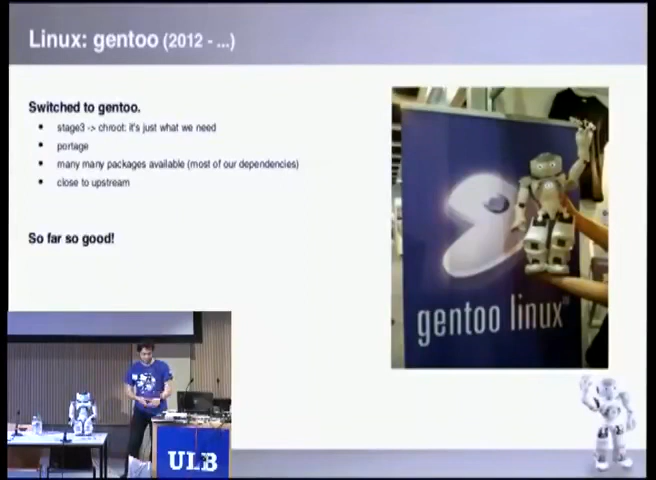 Linux: gentoo (2012 - ...)
Switched to gentoo.
stage3 -> chroot: it's just what we need
portage
many many packages available (most of our dependencies)
close to upstream
So far so good!
gentoo linux
ULB